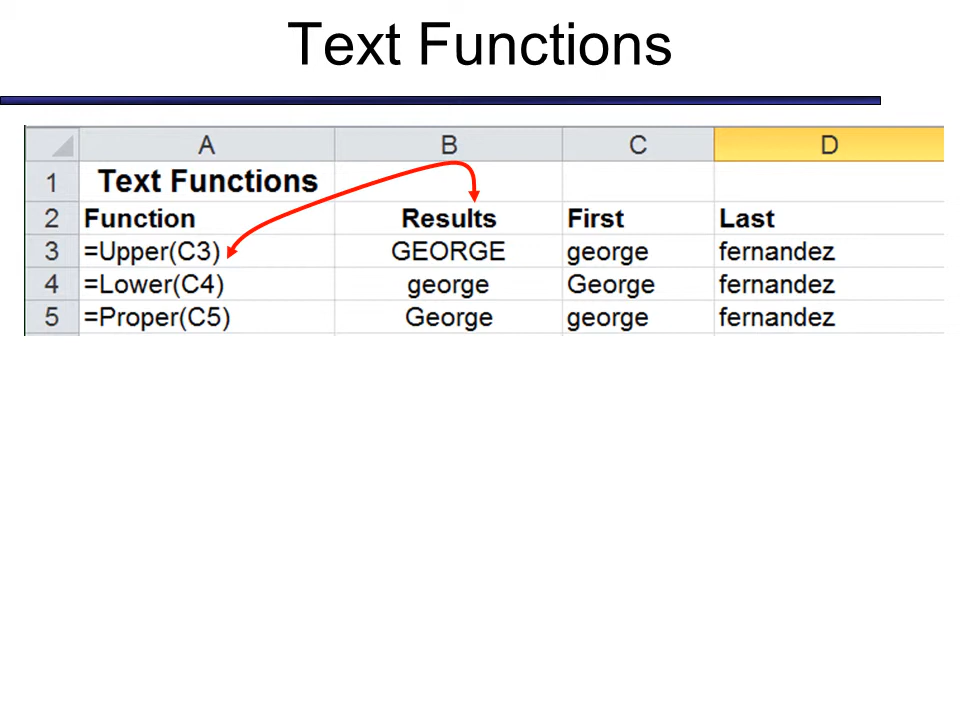 Text Functions
A B C D
1 Text Functions
2 Function Results First Last
3 =Upper(C3) GEORGE george fernandez
4 =Lower(C4) george George fernandez
5 =Proper(C5) George george fernandez